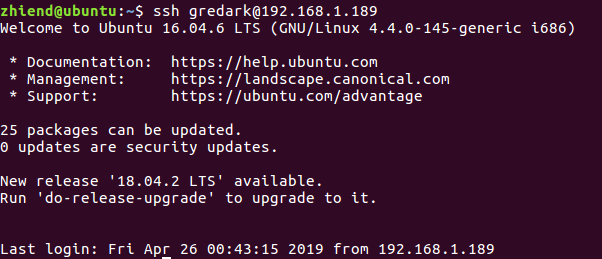 zhiend@ubuntu:~$ ssh gredark@192.168.1.189
Welcome to Ubuntu 16.04.6 LTS (GNU/Linux 4.4.0-145-generic i686)
* Documentation:  https://help.ubuntu.com
* Management:     https://landscape.canonical.com
* Support:        https://ubuntu.com/advantage
25 packages can be updated.
0 updates are security updates.
New release '18.04.2 LTS' available.
Run 'do-release-upgrade' to upgrade to it.
Last login: Fri Apr 26 00:43:15 2019 from 192.168.1.189